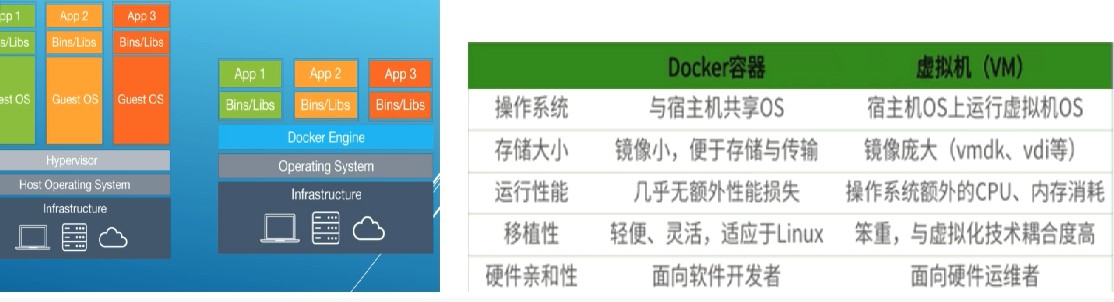 pp 1 App 2 App 3
s/Libs Bins/Libs Bins/Libs
est OS Guest OS Guest OS
Hypervisor
Host Operating System
Infrastructure
App 1 App 2 App 3
Bins/Libs Bins/Libs Bins/Libs
Docker Engine
Operating System
Infrastructure
Docker容器 虚拟机（VM）
操作系统 与宿主机共享OS 宿主机OS上运行虚拟机OS
存储大小 镜像小，便于存储与传输 镜像庞大（vmdk、vdi等）
运行性能 几乎无额外性能损失 操作系统额外的CPU、内存消耗
移植性 轻便、灵活，适应于Linux 笨重，与虚拟化技术耦合度高
硬件亲和性 面向软件开发者 面向硬件运维者